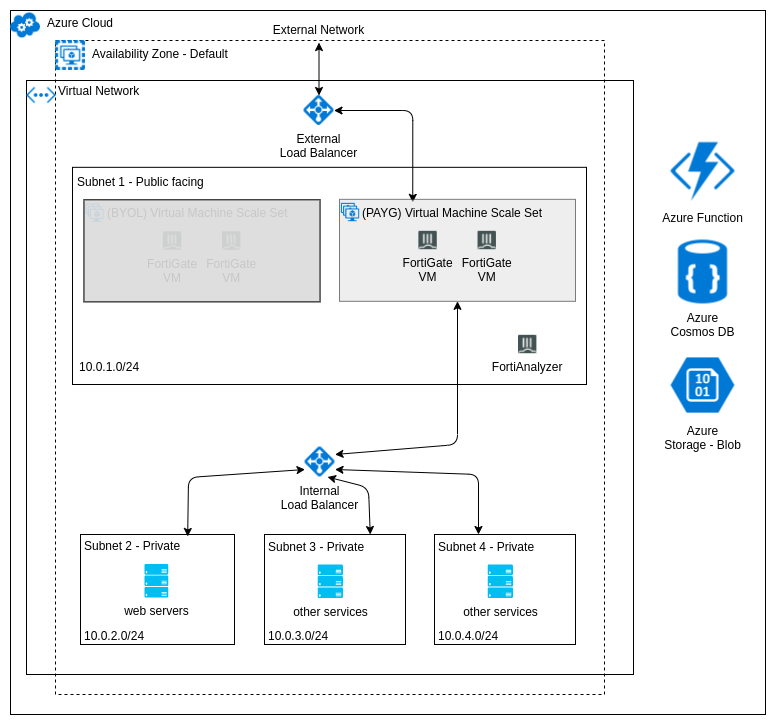 Azure Cloud
External Network
Availability Zone - Default
Virtual Network
External
Load Balancer
Subnet 1 - Public facing
(BYOL) Virtual Machine Scale Set
FortiGate
VM
FortiGate
VM
(PAYG) Virtual Machine Scale Set
FortiGate
VM
FortiGate
VM
FortiAnalyzer
10.0.1.0/24
Internal
Load Balancer
Subnet 2 - Private
web servers
10.0.2.0/24
Subnet 3 - Private
other services
10.0.3.0/24
Subnet 4 - Private
other services
10.0.4.0/24
Azure Function
{ }
Azure
Cosmos DB
10
01
Azure
Storage - Blob